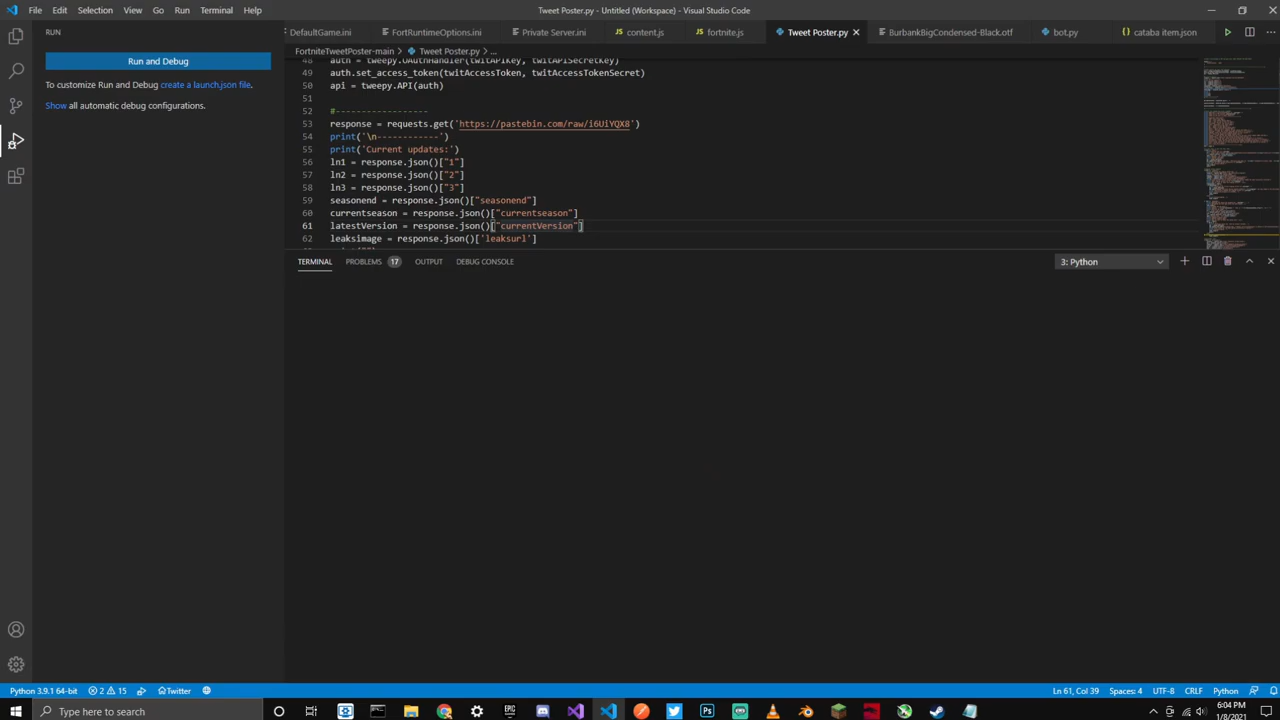 File Edit Selection View Go Run Terminal Help
Tweet Poster.py - Untitled (Workspace) - Visual Studio Code
RUN
DefaultGame.ini FortRuntimeOptions.ini Private Server.ini content.js fortnite.js Tweet Poster.py BurbankBigCondensed-Black.otf bot.py cataba item.json
FortniteTweetPoster-main > Tweet Poster.py > ...
Run and Debug
To customize Run and Debug create a launch.json file.
Show all automatic debug configurations.
48 auth = tweepy.OAuthHandler(twitAPIKey, twitAPISecretKey)
49 auth.set_access_token(twitAccessToken, twitAccessTokenSecret)
50 api = tweepy.API(auth)
51
52 #------------------
53 response = requests.get('https://pastebin.com/raw/i6UiYQX8')
54 print('\n------------')
55 print('Current updates:')
56 ln1 = response.json()["1"]
57 ln2 = response.json()["2"]
58 ln3 = response.json()["3"]
59 seasonend = response.json()["seasonend"]
60 currentseason = response.json()["currentseason"]
61 latestVersion = response.json()["currentVersion"]
62 leaksimage = response.json()['leaksurl']
TERMINAL PROBLEMS 17 OUTPUT DEBUG CONSOLE
3: Python
Python 3.9.1 64-bit 2 15 Twitter
Ln 61, Col 39 Spaces: 4 UTF-8 CRLF Python
Type here to search
6:04 PM
1/8/2021